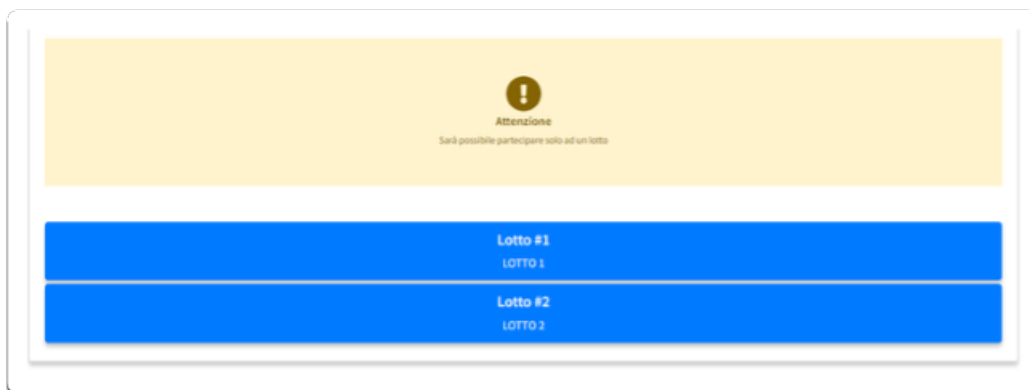 Attenzione
Sarà possibile partecipare solo ad un lotto
Lotto #1
LOTTO 1
Lotto #2
LOTTO 2